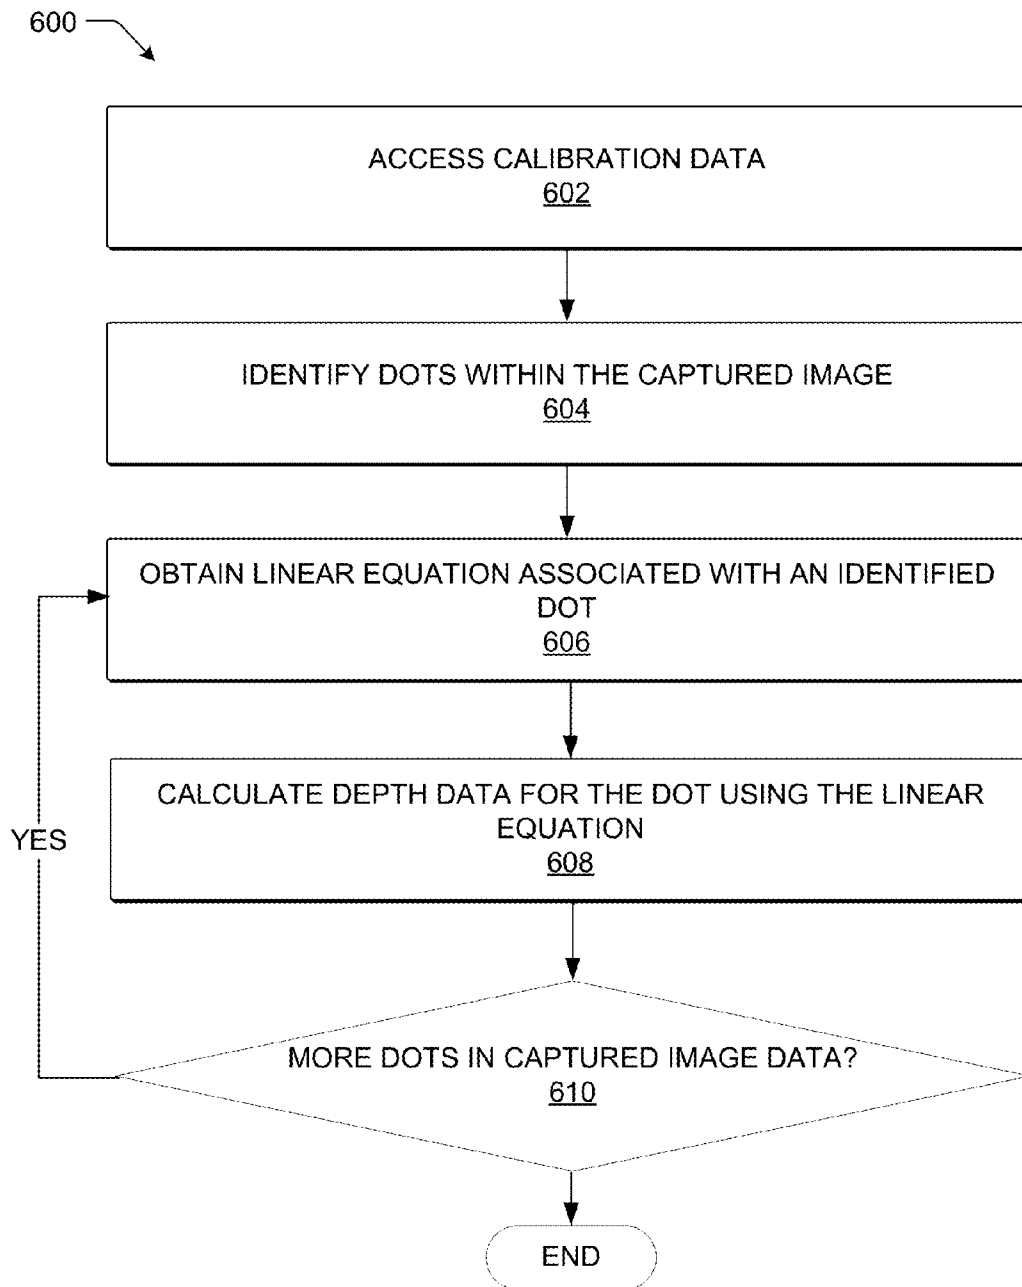 600
ACCESS CALIBRATION DATA
602
IDENTIFY DOTS WITHIN THE CAPTURED IMAGE
604
OBTAIN LINEAR EQUATION ASSOCIATED WITH AN IDENTIFIED
DOT
606
CALCULATE DEPTH DATA FOR THE DOT USING THE LINEAR
EQUATION
608
YES
MORE DOTS IN CAPTURED IMAGE DATA?
610
END